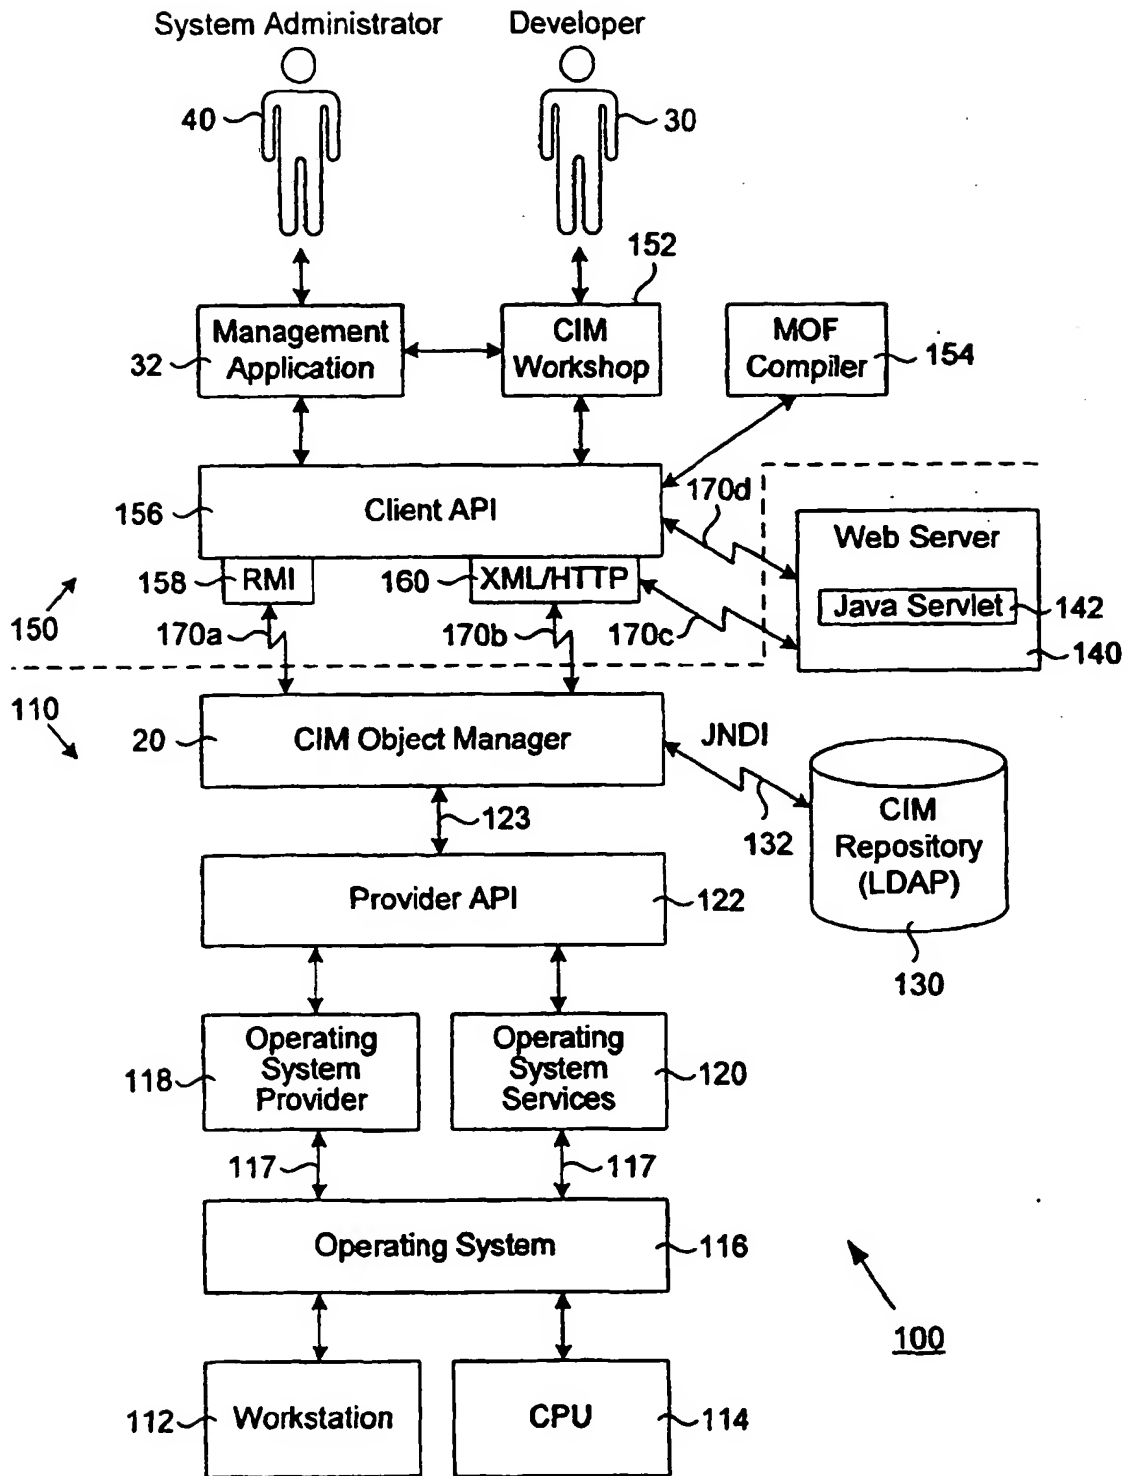 System Administrator
Developer
40
30
152
Management
Application
32
CIM
Workshop
MOF
Compiler
154
156
Client API
170d
Web Server
Java Servlet
142
140
158
RMI
160
XML/HTTP
150
170a
170b
170c
110
20
CIM Object Manager
JNDI
132
CIM
Repository
(LDAP)
130
123
Provider API
122
118
Operating
System
Provider
Operating
System
Services
120
117
117
Operating System
116
100
112
Workstation
CPU
114